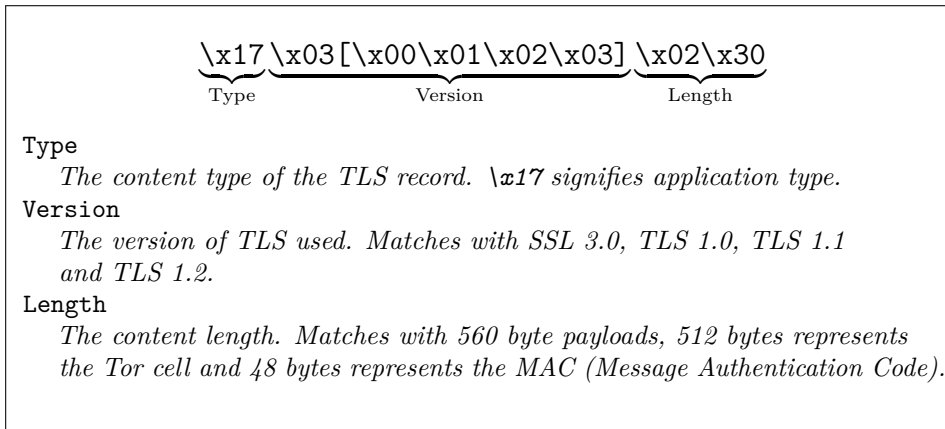 \x17\x03[\x00\x01\x02\x03]\x02\x30
Type Version Length
Type
The content type of the TLS record. \x17 signifies application type.
Version
The version of TLS used. Matches with SSL 3.0, TLS 1.0, TLS 1.1
and TLS 1.2.
Length
The content length. Matches with 560 byte payloads, 512 bytes represents
the Tor cell and 48 bytes represents the MAC (Message Authentication Code).